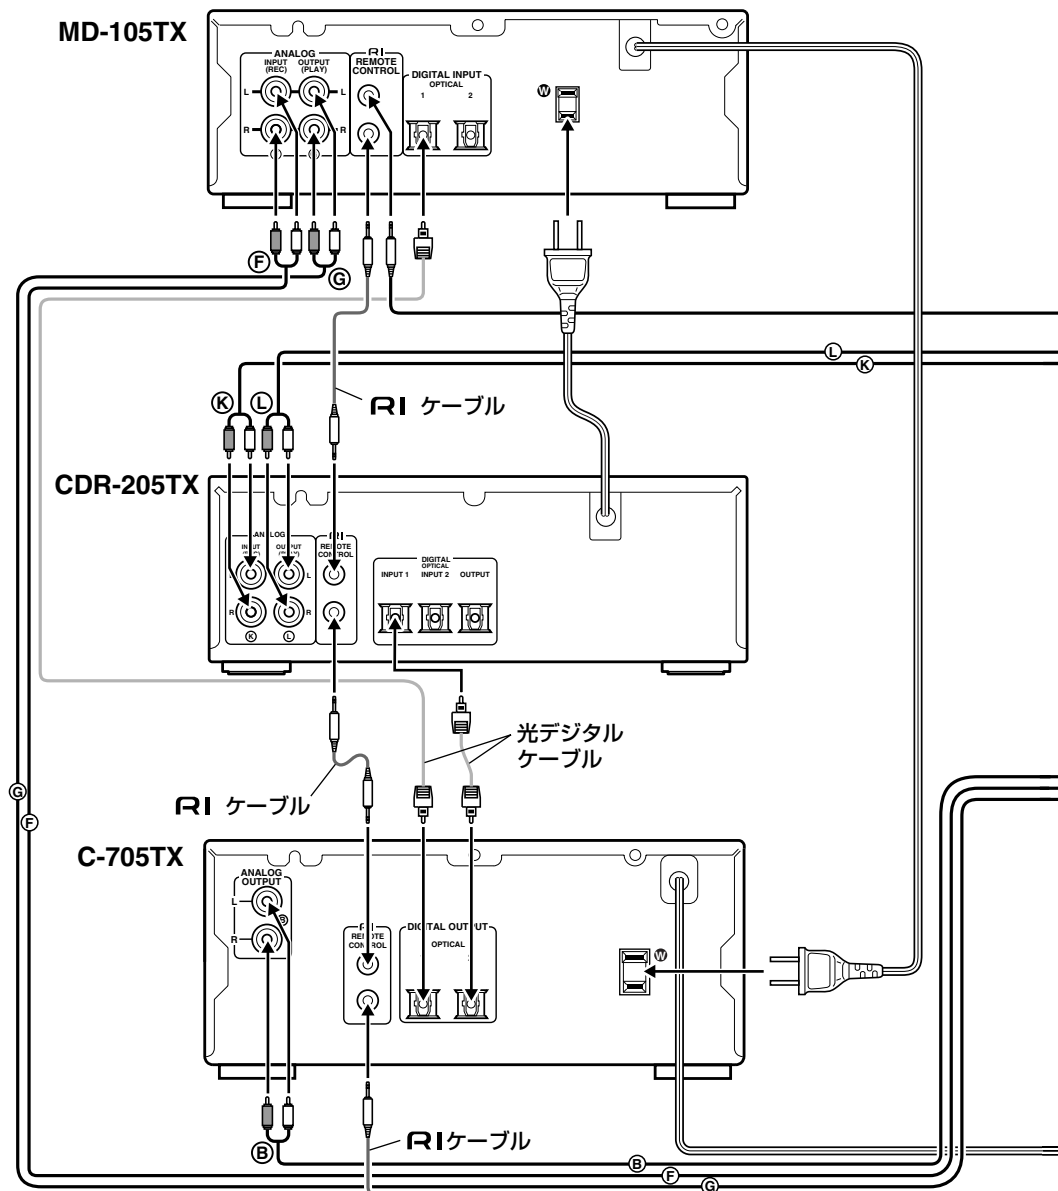 MD-105TX
ANALOG
INPUT (REC)
OUTPUT (PLAY)
L
L
R
R
RI
REMOTE CONTROL
DIGITAL INPUT
OPTICAL
1
2
W
F
G
L
K
K
L
RI ケーブル
CDR-205TX
ANALOG
INPUT
OUTPUT
L
R
R
K
L
RI
REMOTE CONTROL
DIGITAL
OPTICAL
INPUT 1
INPUT 2
OUTPUT
光デジタル
ケーブル
RI ケーブル
G
F
C-705TX
ANALOG
OUTPUT
L
R
B
RI
REMOTE CONTROL
DIGITAL OUTPUT
OPTICAL
W
RIケーブル
B
B
F
G